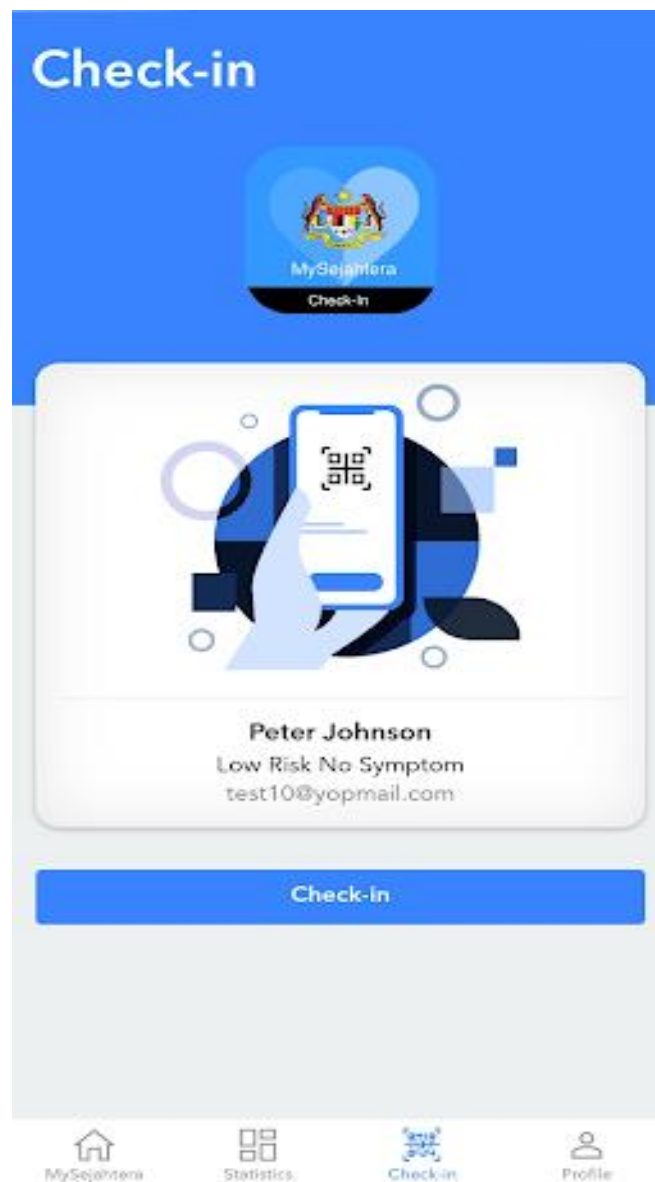 Check-in
MySejahtera
Check-In
Peter Johnson
Low Risk No Symptom
test10@yopmail.com
Check-in
MySejahtera
Statistics
Check-in
Profile